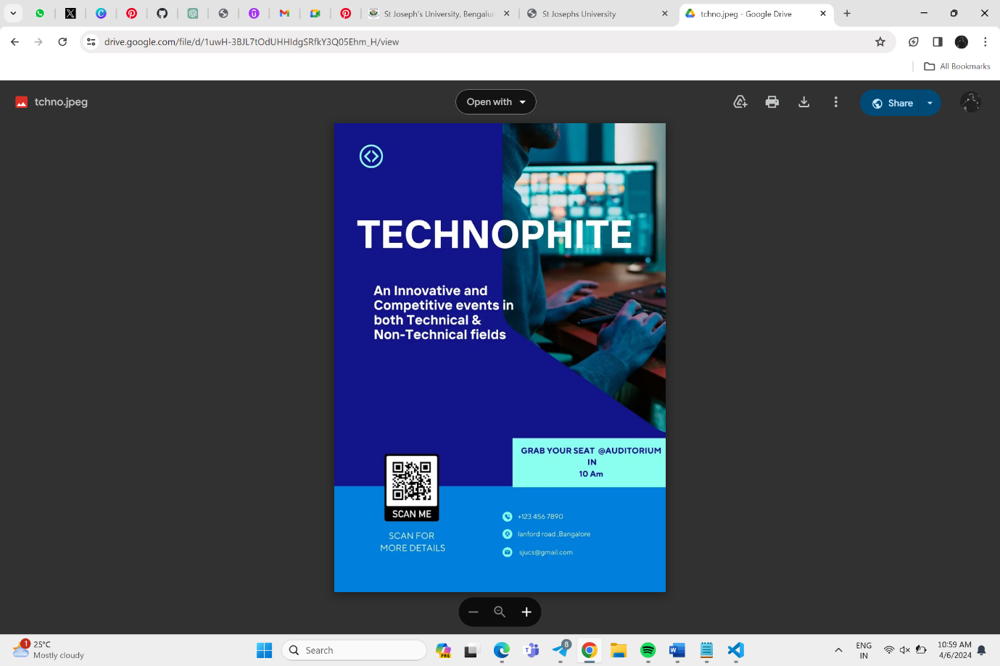 St Joseph's University, Bengalur
St Josephs University
tchno.jpeg - Google Drive
drive.google.com/file/d/1uwH-3BJL7tOdUHHIdgSRfkY3Q05Ehm_H/view
All Bookmarks
tchno.jpeg
Open with
Share
TECHNOPHITE
An Innovative and
Competitive events in
both Technical &
Non-Technical fields
GRAB YOUR SEAT @AUDITORIUM
IN
10 Am
SCAN ME
SCAN FOR
MORE DETAILS
+123 456 7890
lanford road ,Bangalore
sjucs@gmail.com
1
25°C
Mostly cloudy
Search
PRE
8
ENG
IN
10:59 AM
4/6/2024